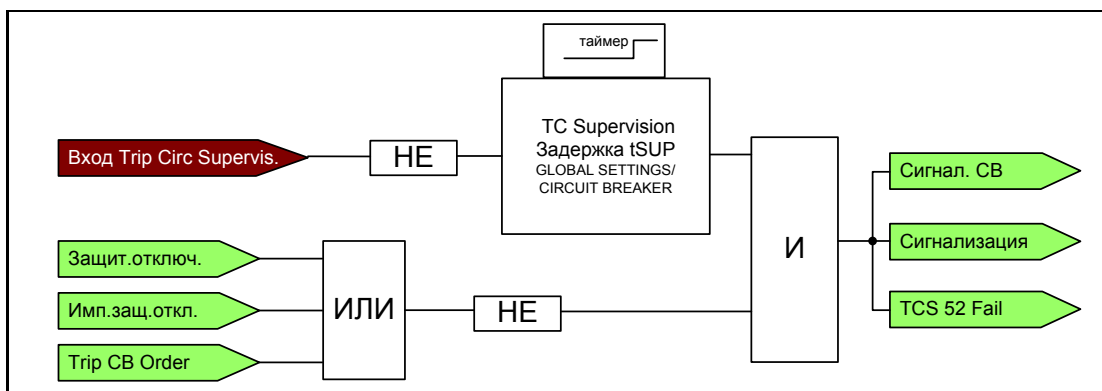 таймер
TC Supervision
Задержка tSUP
GLOBAL SETTINGS/
CIRCUIT BREAKER
Вход Trip Circ Supervis.
НЕ
Защит.отключ.
Имп.защ.откл.
Trip CB Order
ИЛИ
НЕ
И
Сигнал. СВ
Сигнализация
TCS 52 Fail